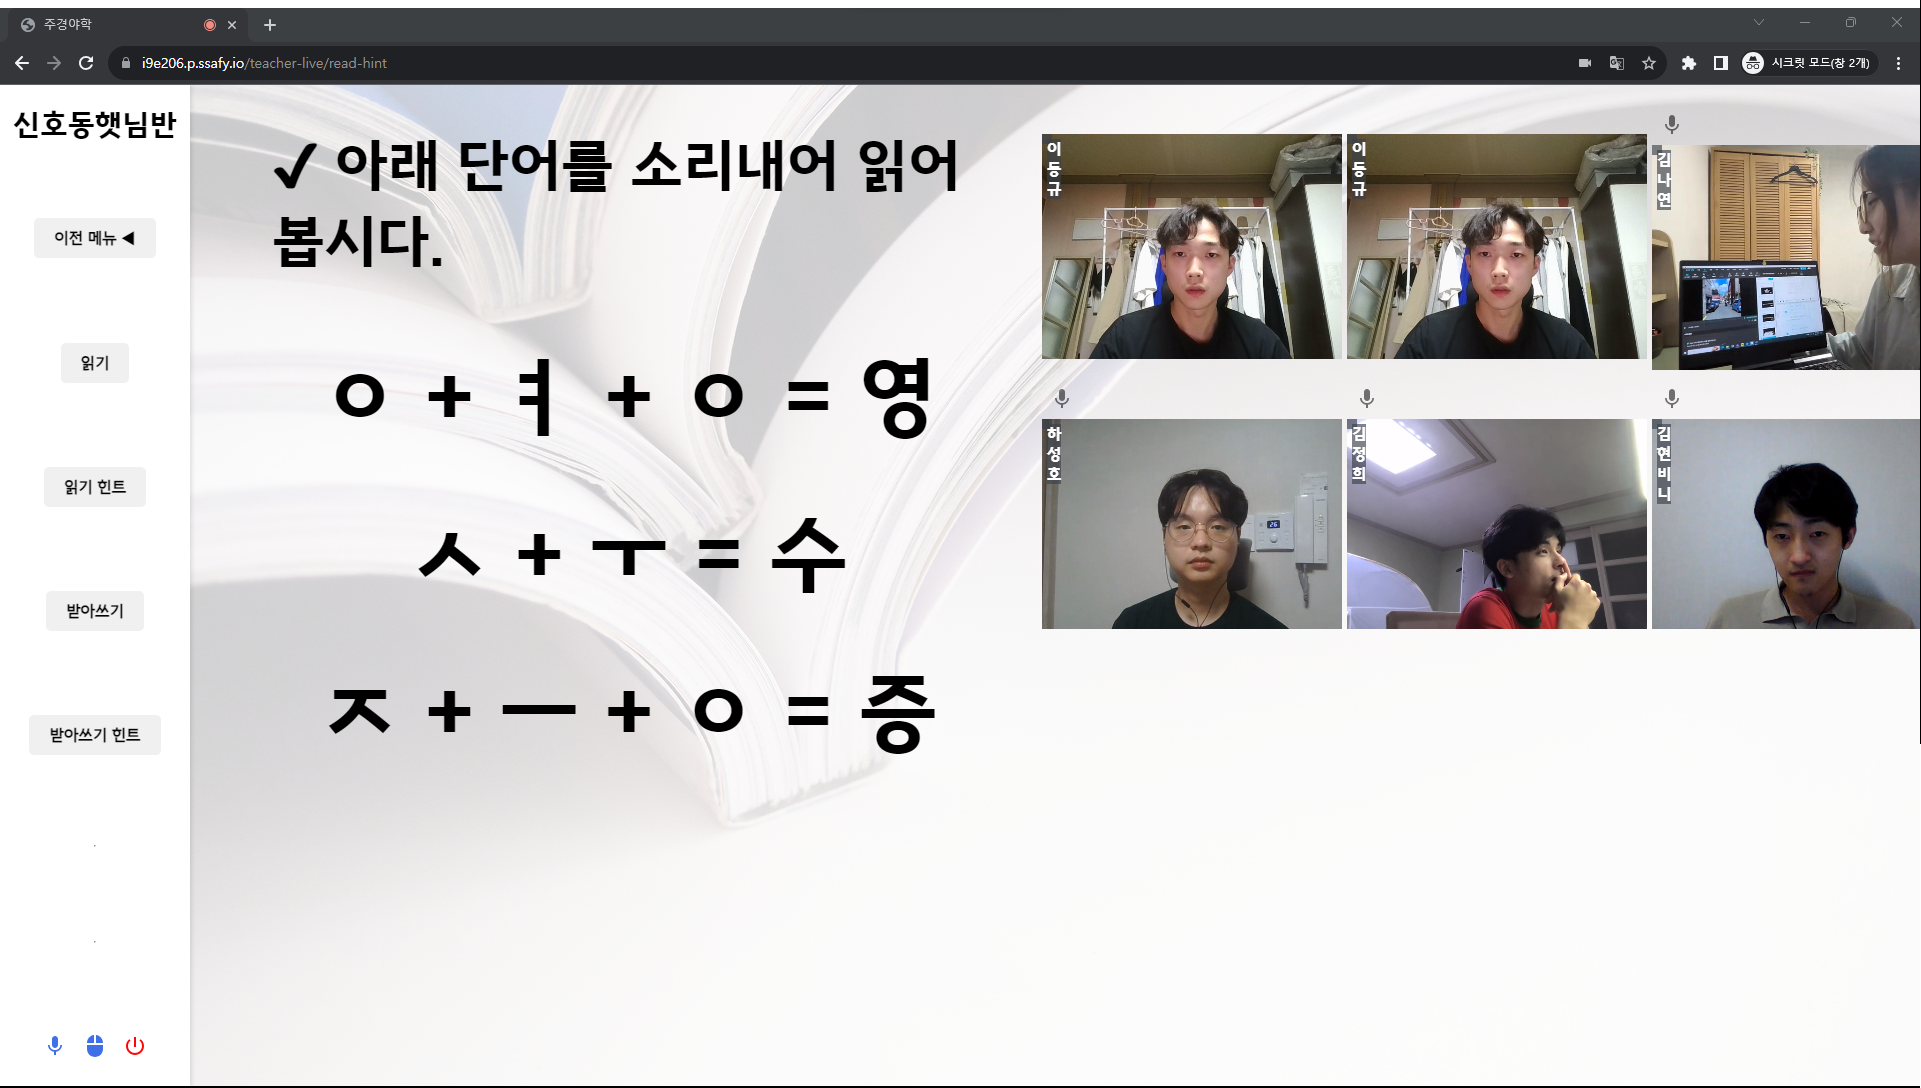 주경야학
i9e206.p.ssafy.io/teacher-live/read-hint
시크릿 모드(창 2개)
신호동햇님반
이전 메뉴 ◀
읽기
읽기 힌트
받아쓰기
받아쓰기 힌트
✓ 아래 단어를 소리내어 읽어
봅시다.
ㅇ + ㅕ + ㅇ = 영
ㅅ + ㅜ = 수
ㅈ + ㅡ + ㅇ = 증
이동규
이동규
김나연
하성호
김정희
김현비니
26